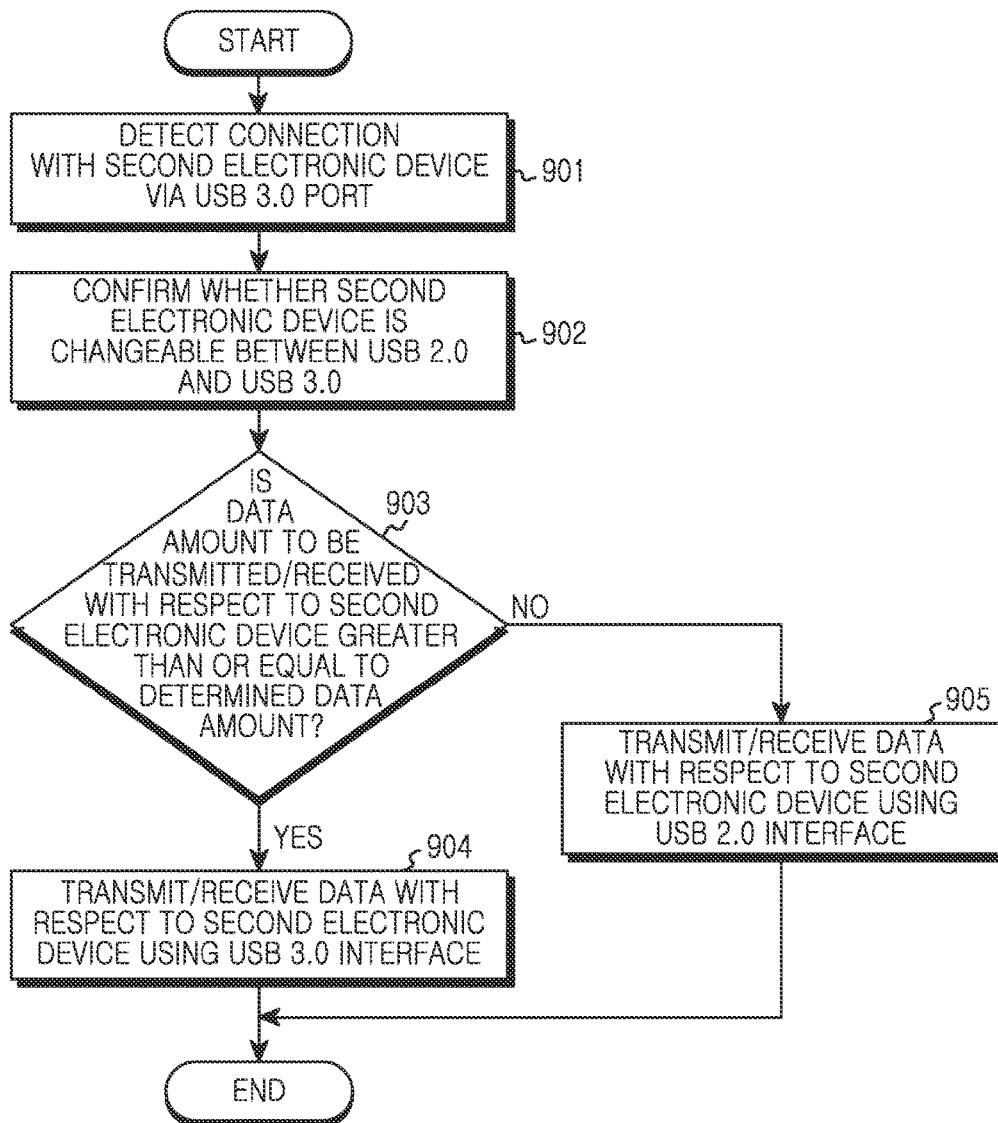 START
DETECT CONNECTION
WITH SECOND ELECTRONIC DEVICE
VIA USB 3.0 PORT
901
CONFIRM WHETHER SECOND
ELECTRONIC DEVICE IS
CHANGEABLE BETWEEN USB 2.0
AND USB 3.0
902
IS
DATA
AMOUNT TO BE
TRANSMITTED/RECEIVED
WITH RESPECT TO SECOND
ELECTRONIC DEVICE GREATER
THAN OR EQUAL TO
DETERMINED DATA
AMOUNT?
903
NO
905
TRANSMIT/RECEIVE DATA
WITH RESPECT TO SECOND
ELECTRONIC DEVICE USING
USB 2.0 INTERFACE
YES
904
TRANSMIT/RECEIVE DATA WITH
RESPECT TO SECOND ELECTRONIC
DEVICE USING USB 3.0 INTERFACE
END